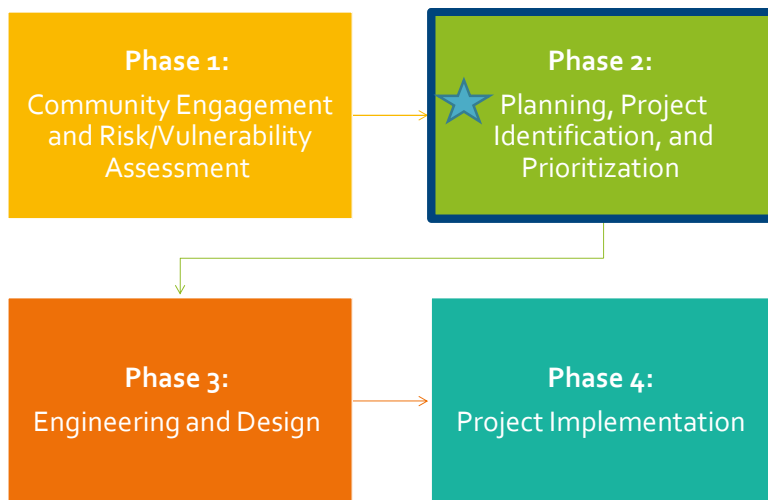 Phase 1:
Community Engagement
and Risk/Vulnerability
Assessment
Phase 2:
Planning, Project
Identification, and
Prioritization
Phase 3:
Engineering and Design
Phase 4:
Project Implementation